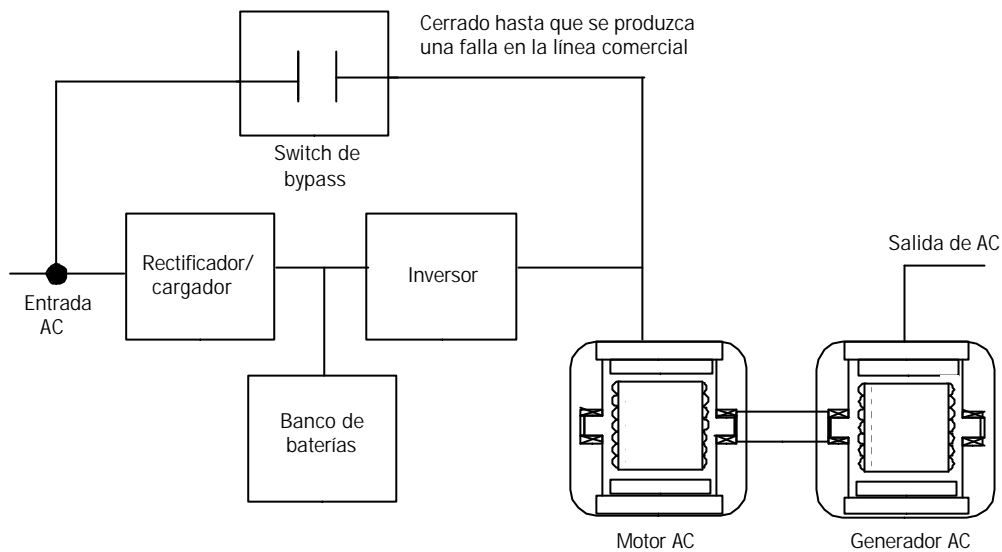 Cerrado hasta que se produzca
una falla en la línea comercial
Switch de
bypass
Rectificador/
cargador
Inversor
Salida de AC
Entrada
AC
Banco de
baterías
Motor AC
Generador AC